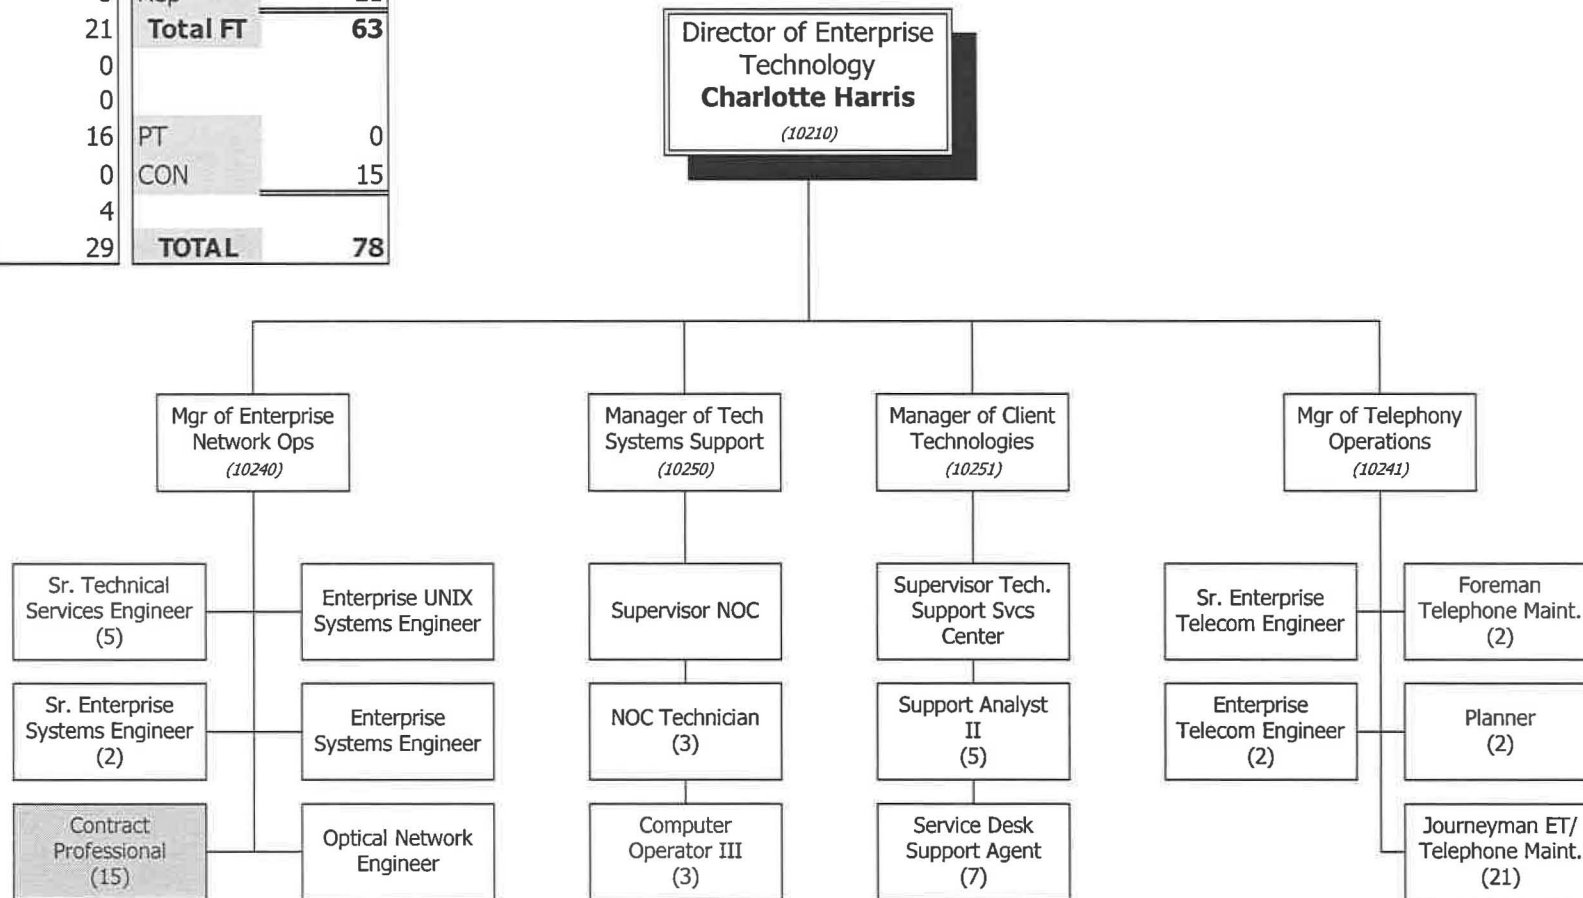 21 Total FT 63
0
0
16 PT 0
0 CON 15
4
29 TOTAL 78
Director of Enterprise
Technology
Charlotte Harris
(10210)
Mgr of Enterprise
Network Ops
(10240)
Manager of Tech
Systems Support
(10250)
Manager of Client
Technologies
(10251)
Mgr of Telephony
Operations
(10241)
Sr. Technical
Services Engineer
(5)
Enterprise UNIX
Systems Engineer
Supervisor NOC
Supervisor Tech.
Support Svcs
Center
Sr. Enterprise
Telecom Engineer
Foreman
Telephone Maint.
(2)
Sr. Enterprise
Systems Engineer
(2)
Enterprise
Systems Engineer
NOC Technician
(3)
Support Analyst
II
(5)
Enterprise
Telecom Engineer
(2)
Planner
(2)
Contract
Professional
(15)
Optical Network
Engineer
Computer
Operator III
(3)
Service Desk
Support Agent
(7)
Journeyman ET/
Telephone Maint.
(21)